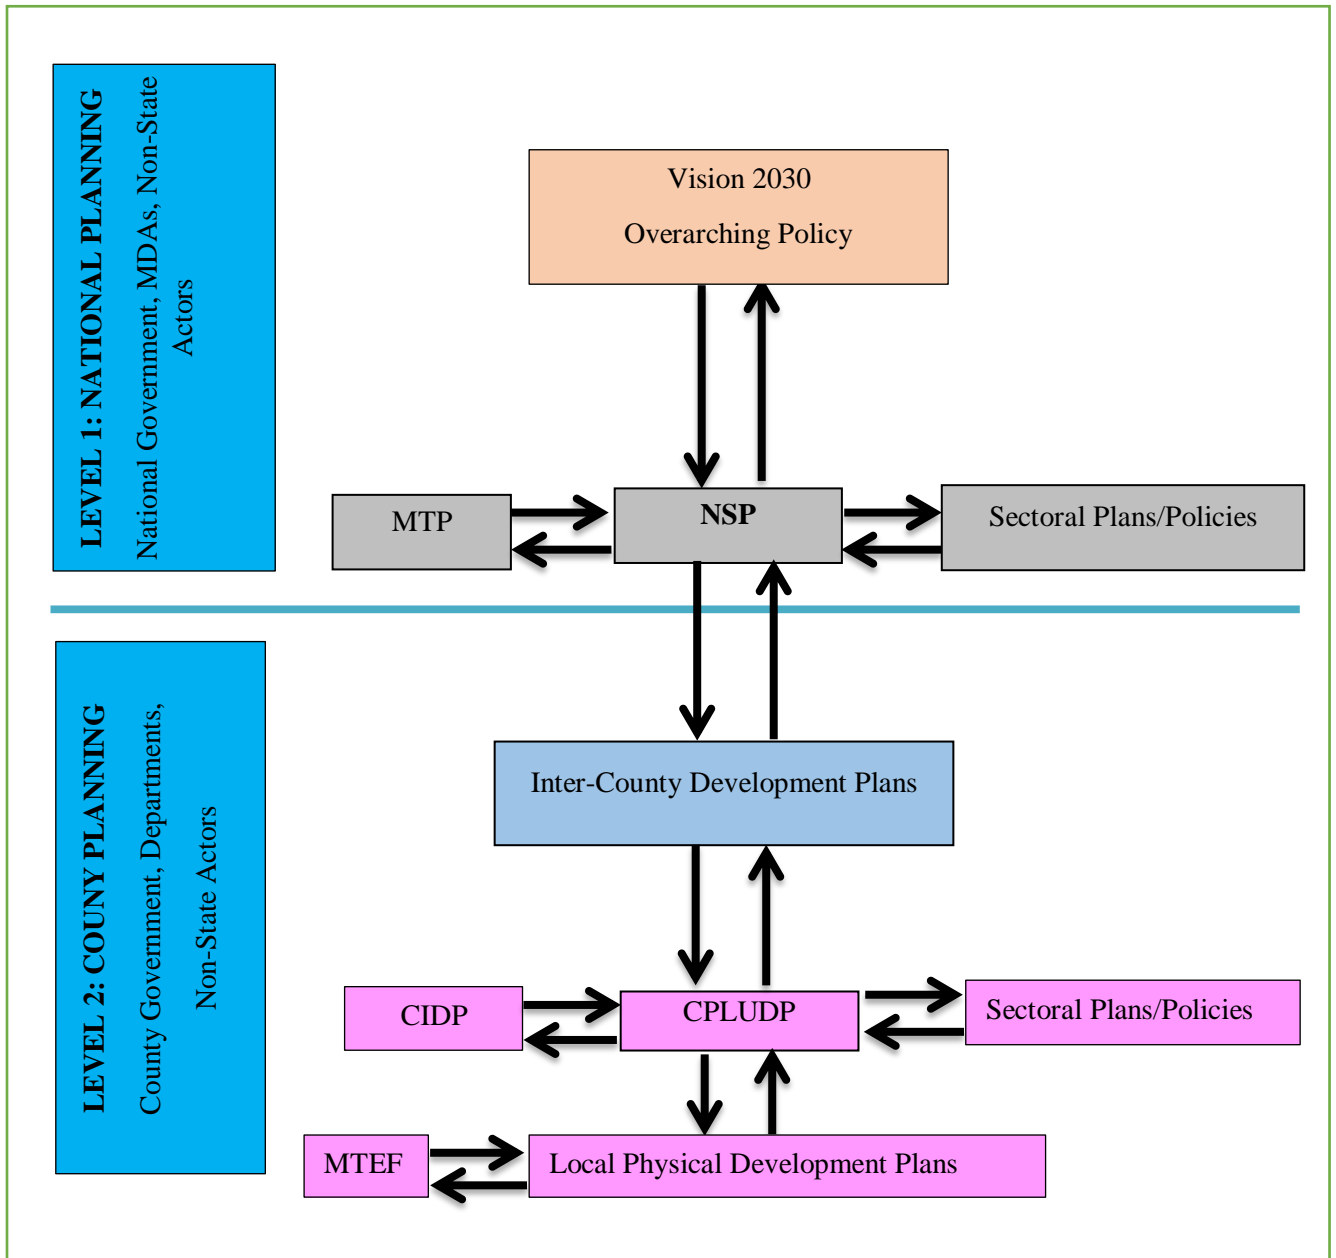 LEVEL 1: NATIONAL PLANNING
National Government, MDAs, Non-State
Actors
Vision 2030
Overarching Policy
MTP
NSP
Sectoral Plans/Policies
LEVEL 2: COUNY PLANNING
County Government, Departments,
Non-State Actors
Inter-County Development Plans
CIDP
CPLUDP
Sectoral Plans/Policies
MTEF
Local Physical Development Plans